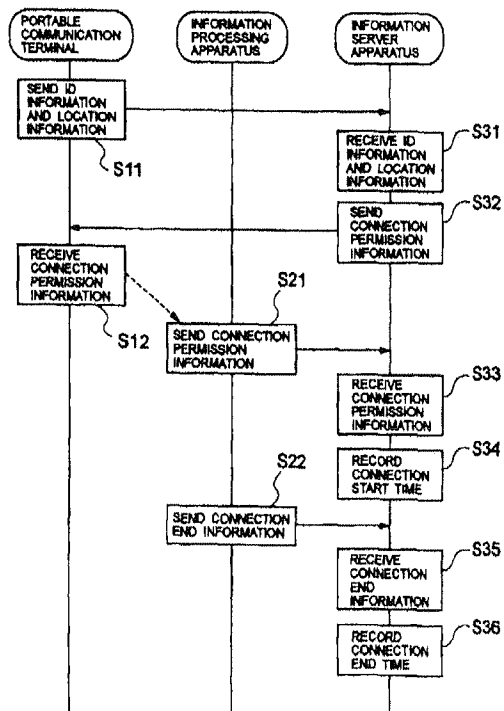 PORTABLE
COMMUNICATION
TERMINAL
INFORMATION
PROCESSING
APPARATUS
INFORMATION
SERVER
APPARATUS
SEND ID
INFORMATION
AND LOCATION
INFORMATION
S11
S31
RECEIVE ID
INFORMATION
AND LOCATION
INFORMATION
S32
SEND
CONNECTION
PERMISSION
INFORMATION
RECEIVE
CONNECTION
PERMISSION
INFORMATION
S12
S21
SEND CONNECTION
PERMISSION
INFORMATION
S33
RECEIVE
CONNECTION
PERMISSION
INFORMATION
S34
RECORD
CONNECTION
START TIME
S22
SEND CONNECTION
END INFORMATION
S35
RECEIVE
CONNECTION
END
INFORMATION
S36
RECORD
CONNECTION
END TIME